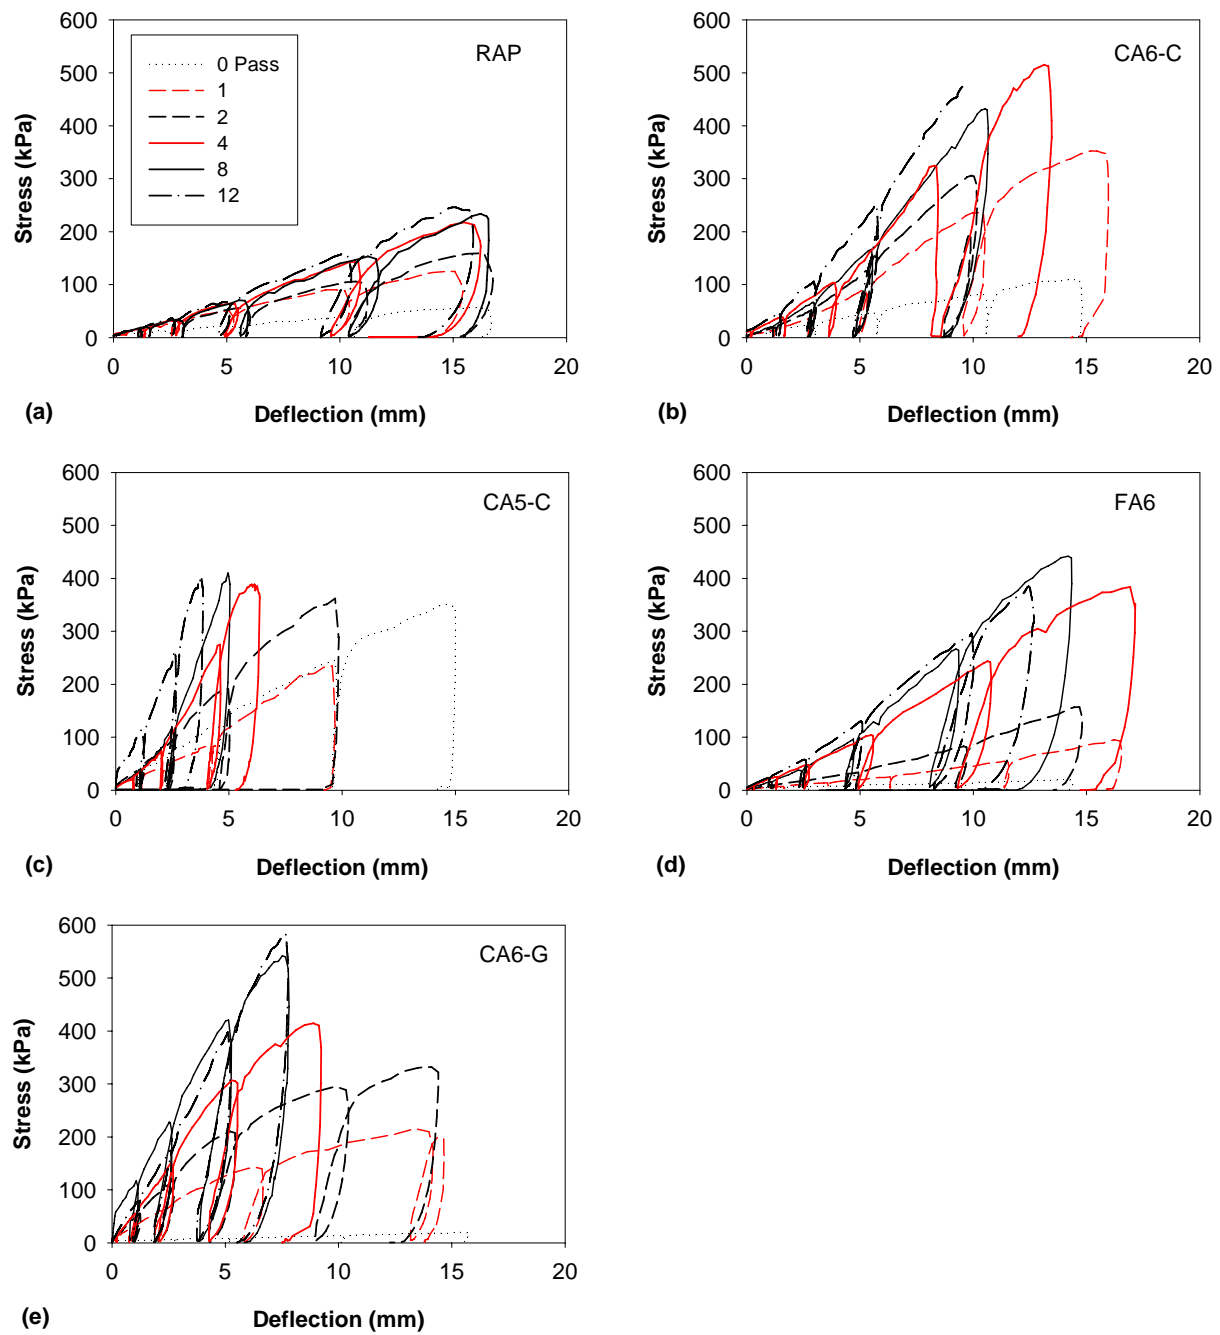 600
500
400
300
200
100
0
Stress (kPa)
0 Pass
1
2
4
8
12
RAP
0 5 10 15 20
(a) Deflection (mm)
600
500
400
300
200
100
0
Stress (kPa)
CA6-C
0 5 10 15 20
(b) Deflection (mm)
600
500
400
300
200
100
0
Stress (kPa)
CA5-C
0 5 10 15 20
(c) Deflection (mm)
600
500
400
300
200
100
0
Stress (kPa)
FA6
0 5 10 15 20
(d) Deflection (mm)
600
500
400
300
200
100
0
Stress (kPa)
CA6-G
0 5 10 15 20
(e) Deflection (mm)